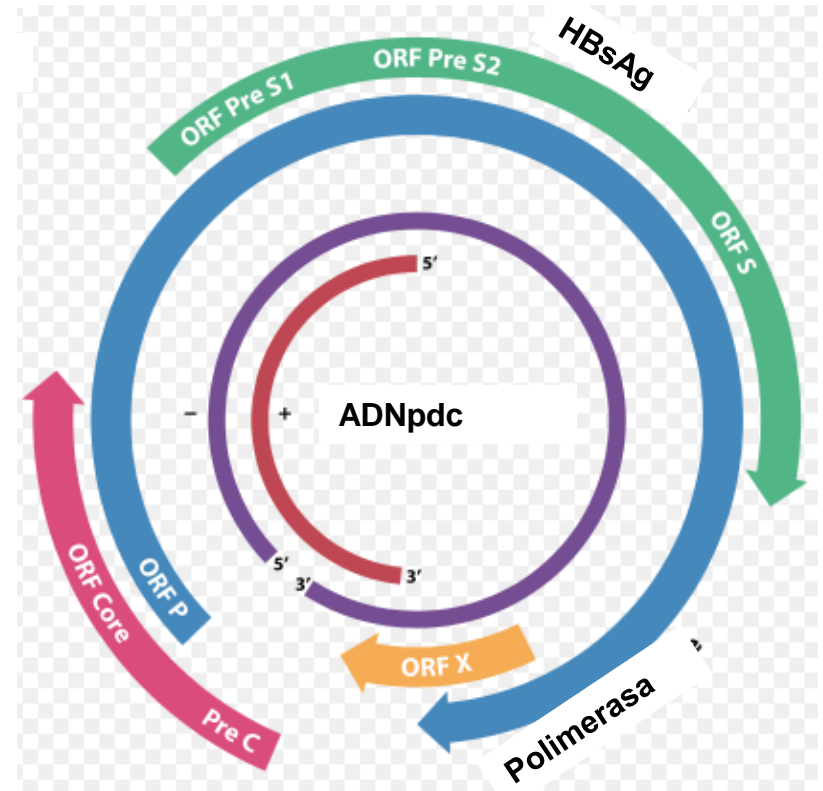 HBsAg
ORF Pre S1
ORF Pre S2
ORF S
5’
−
+
ADNpdc
5’
3’
3’
ORF P
ORF Core
Pre C
ORF X
Polimerasa